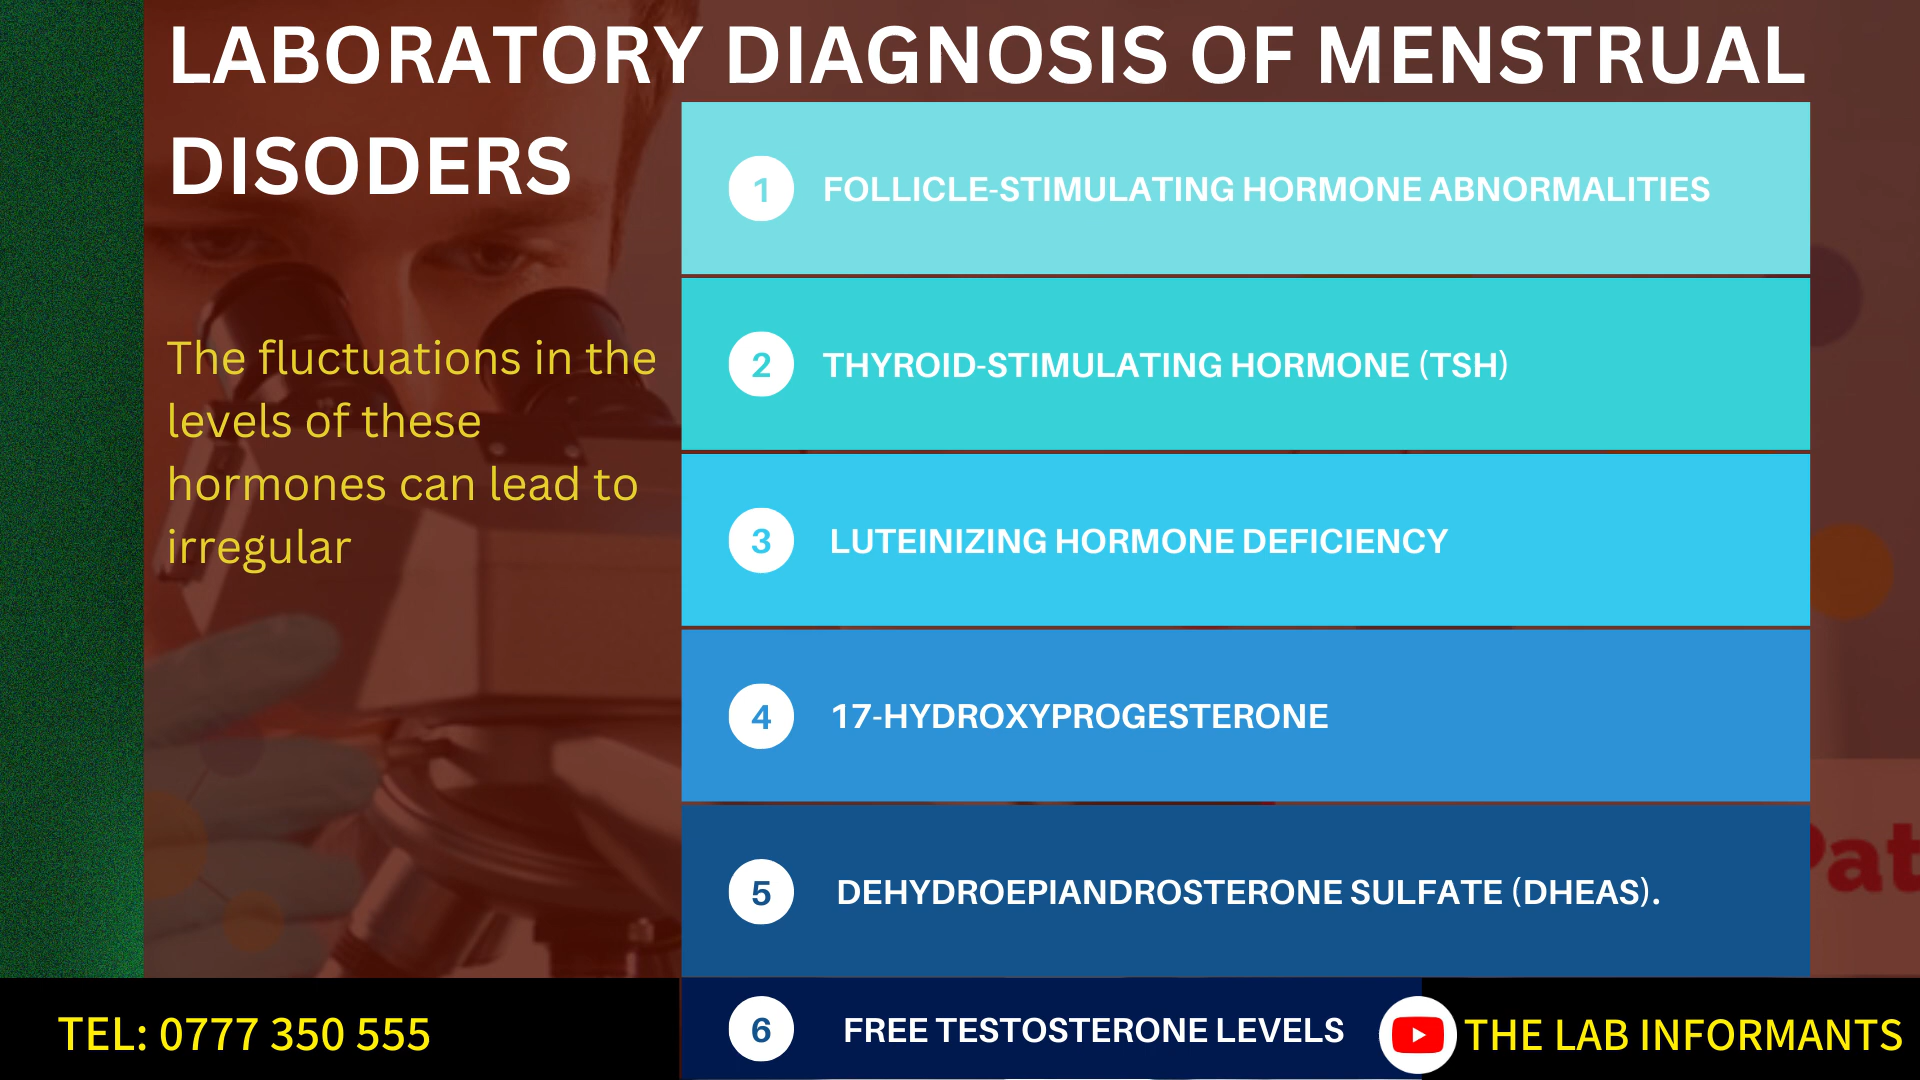 LABORATORY DIAGNOSIS OF MENSTRUAL
DISODERS
The fluctuations in the
levels of these
hormones can lead to
irregular
1 FOLLICLE-STIMULATING HORMONE ABNORMALITIES
2 THYROID-STIMULATING HORMONE (TSH)
3 LUTEINIZING HORMONE DEFICIENCY
4 17-HYDROXYPROGESTERONE
5 DEHYDROEPIANDROSTERONE SULFATE (DHEAS).
Pat
6 FREE TESTOSTERONE LEVELS
TEL: 0777 350 555
THE LAB INFORMANTS